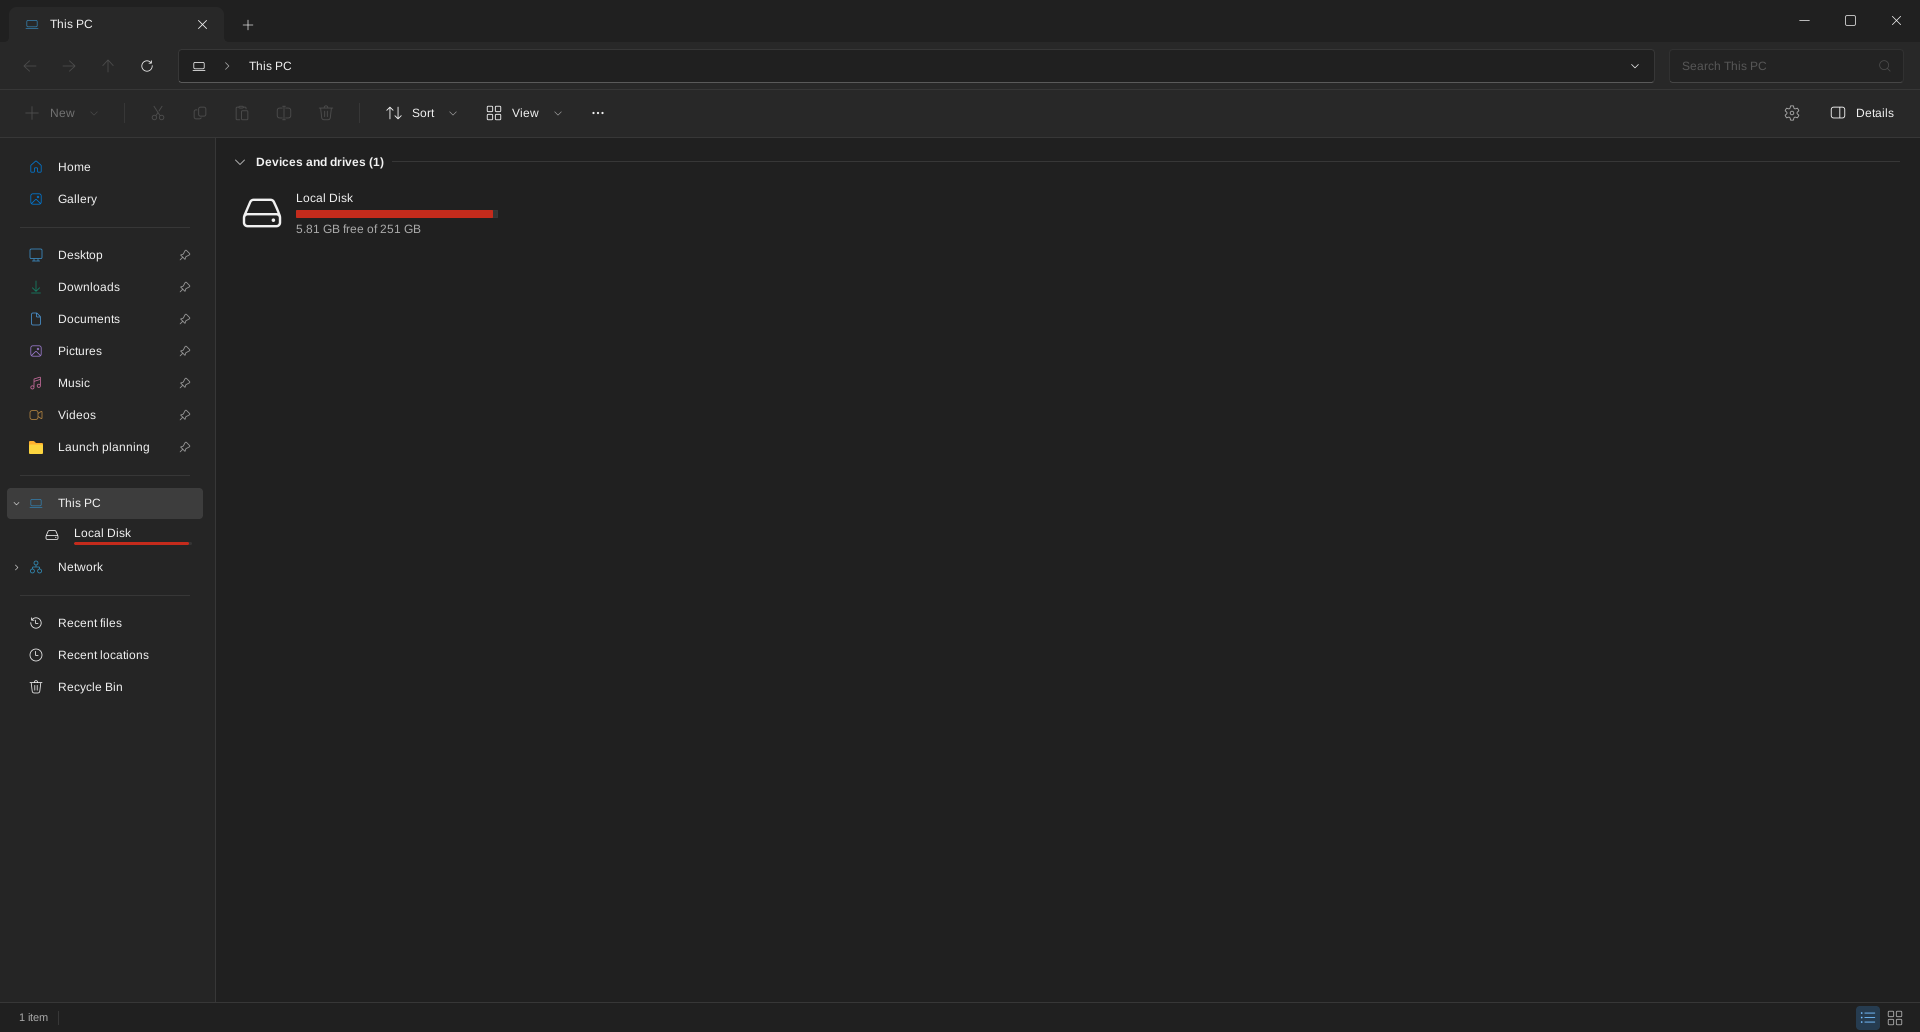 This PC
This PC
Search This PC
New
Sort
View
Details
Home
Gallery
Desktop
Downloads
Documents
Pictures
Music
Videos
Launch planning
This PC
Local Disk
Network
Recent files
Recent locations
Recycle Bin
Devices and drives (1)
Local Disk
5.81 GB free of 251 GB
1 item